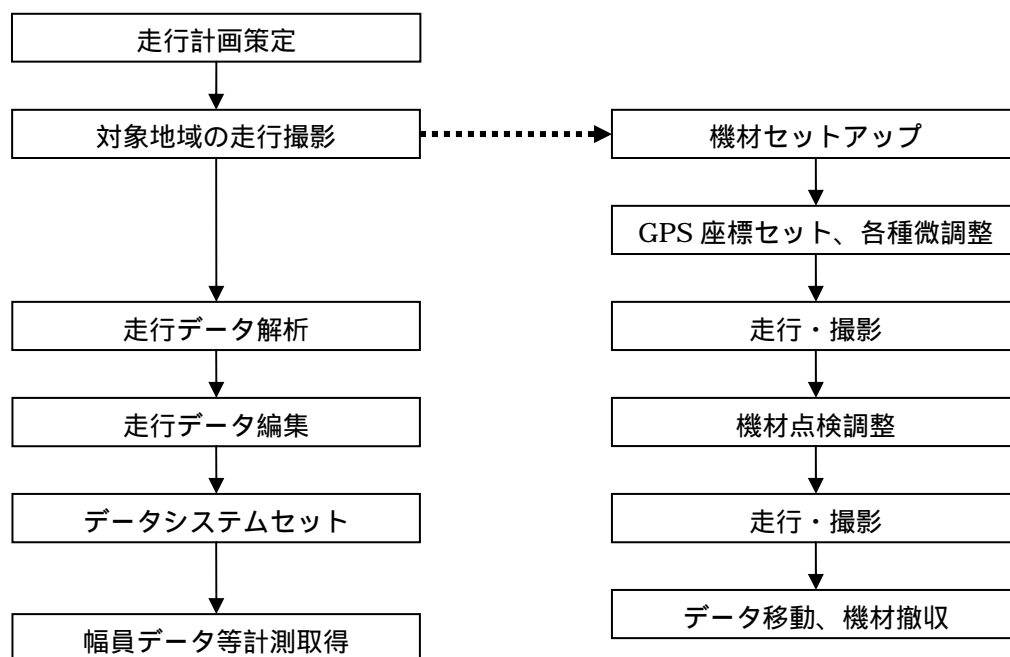 走行計画策定
対象地域の走行撮影
走行データ解析
走行データ編集
データシステムセット
幅員データ等計測取得
機材セットアップ
GPS 座標セット、各種微調整
走行・撮影
機材点検調整
走行・撮影
データ移動、機材撤収